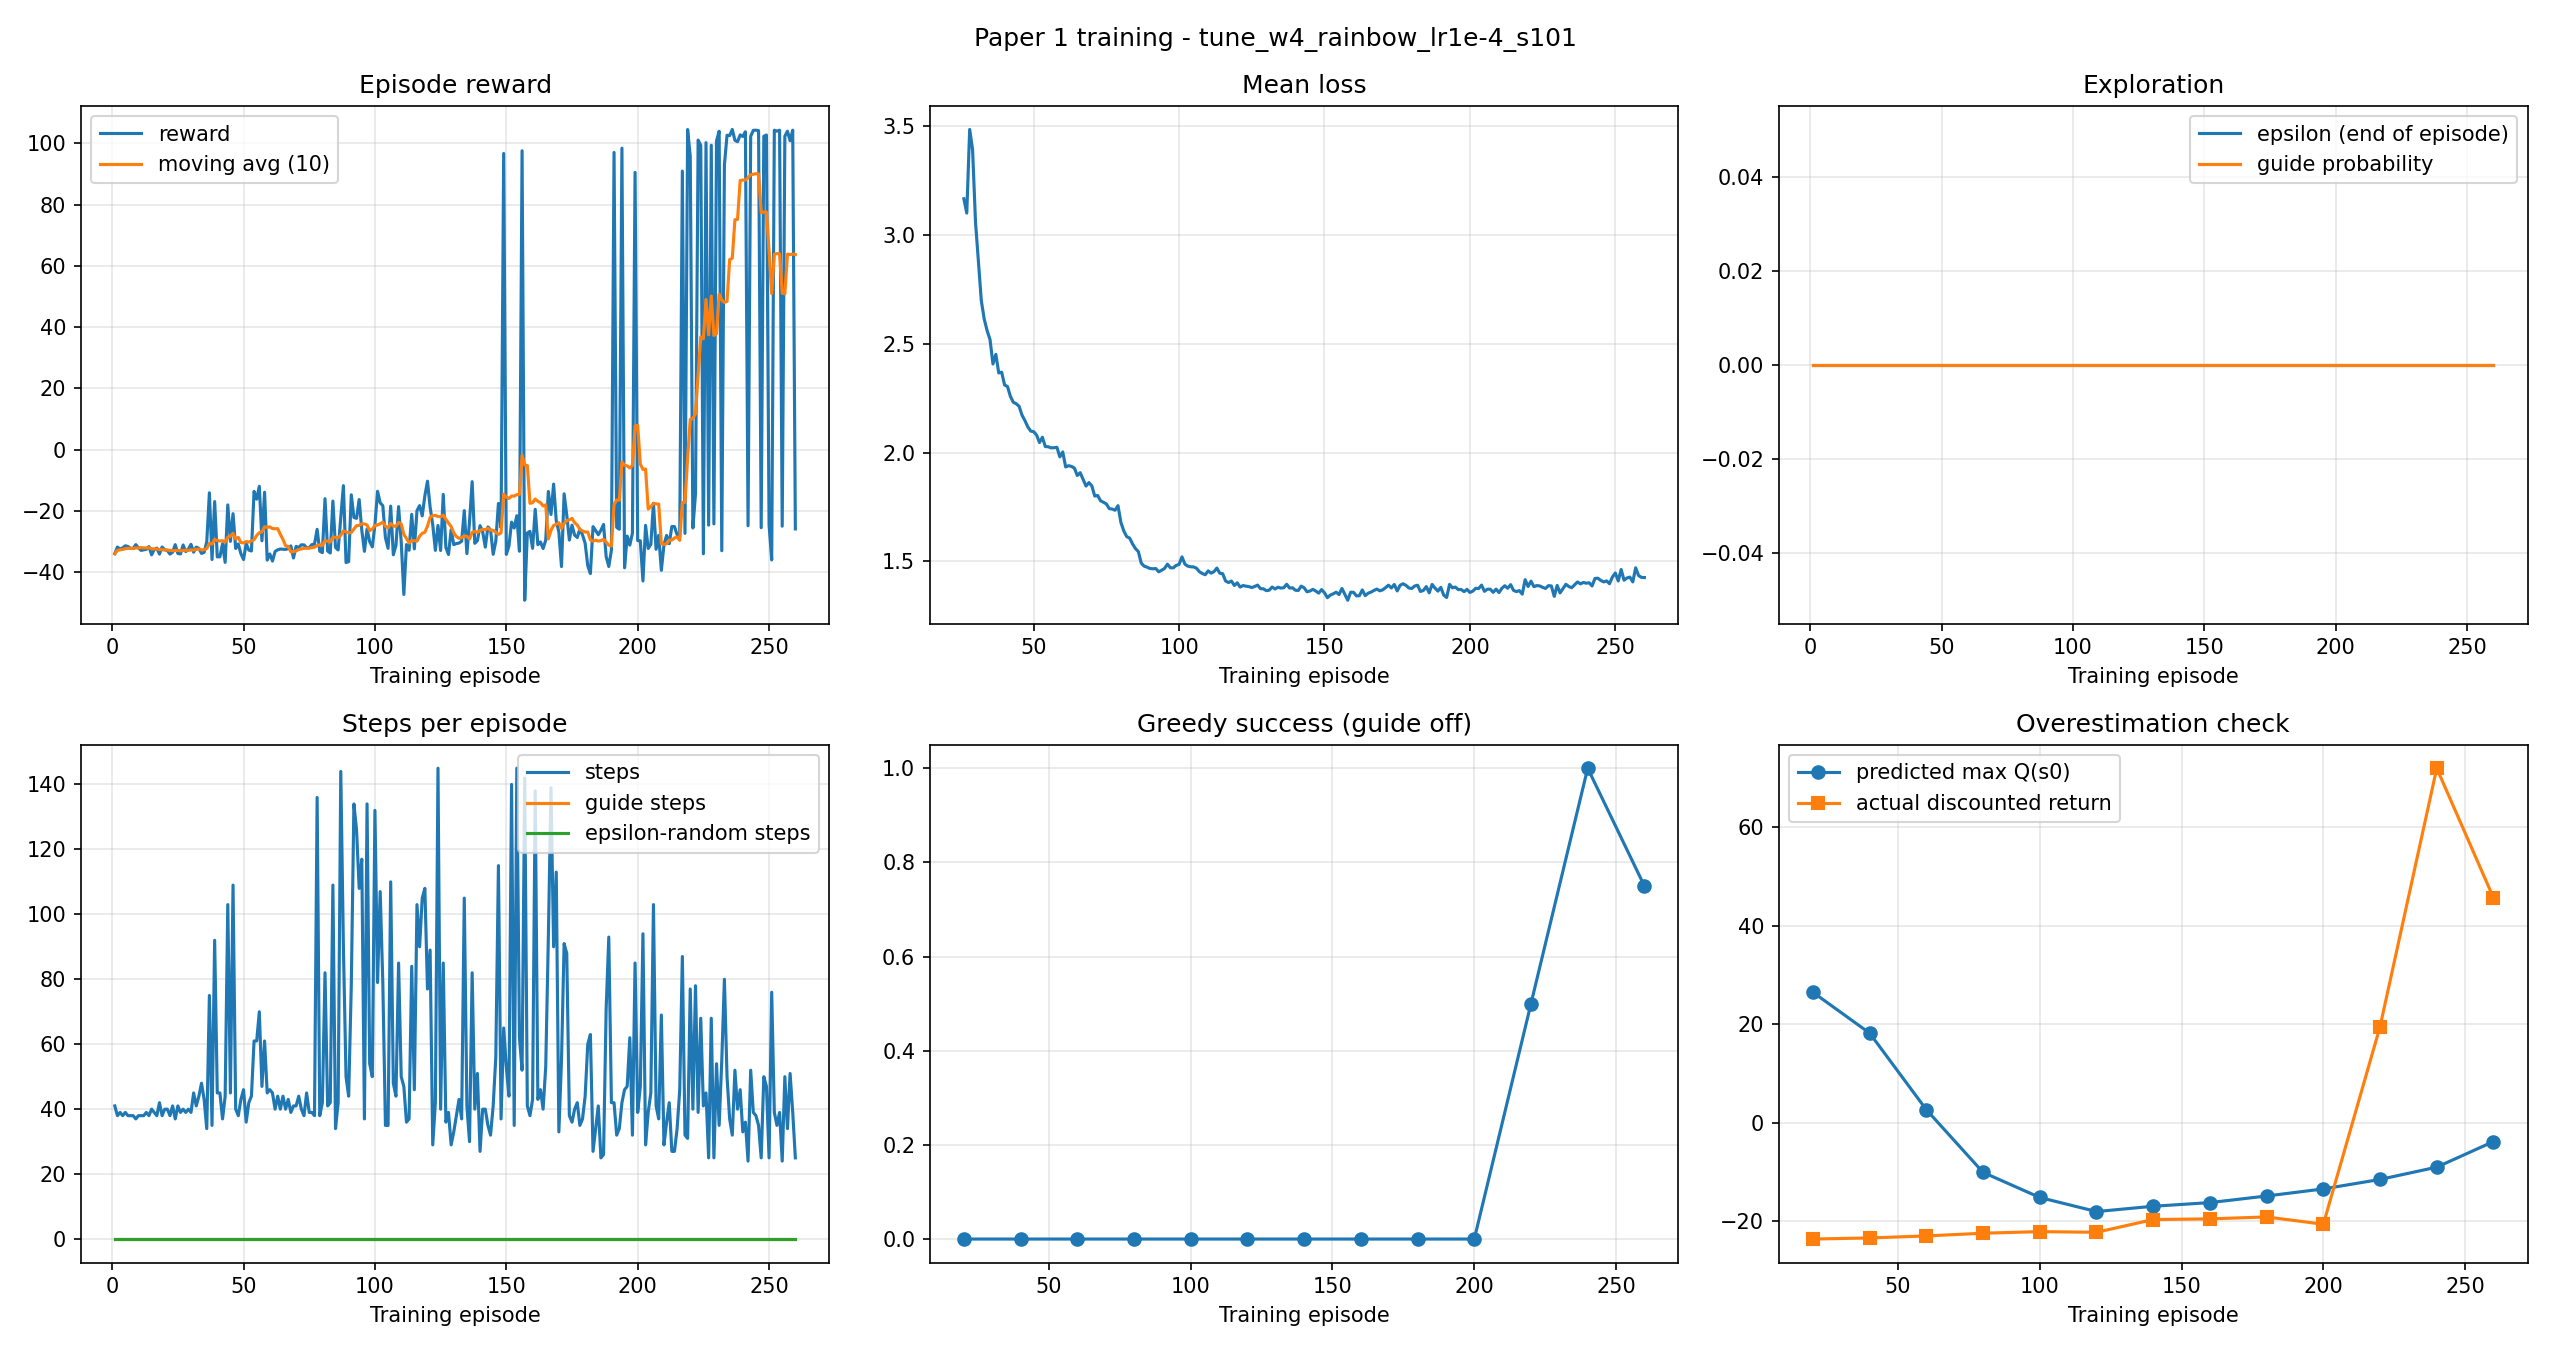 Paper 1 training - tune_w4_rainbow_lr1e-4_s101
Episode reward
reward
moving avg (10)
100
80
60
40
20
0
−20
−40
0 50 100 150 200 250
Training episode
Mean loss
3.5
3.0
2.5
2.0
1.5
50 100 150 200 250
Training episode
Exploration
epsilon (end of episode)
guide probability
0.04
0.02
0.00
−0.02
−0.04
0 50 100 150 200 250
Training episode
Steps per episode
steps
guide steps
epsilon-random steps
140
120
100
80
60
40
20
0
0 50 100 150 200 250
Training episode
Greedy success (guide off)
1.0
0.8
0.6
0.4
0.2
0.0
50 100 150 200 250
Training episode
Overestimation check
predicted max Q(s0)
actual discounted return
60
40
20
0
−20
50 100 150 200 250
Training episode